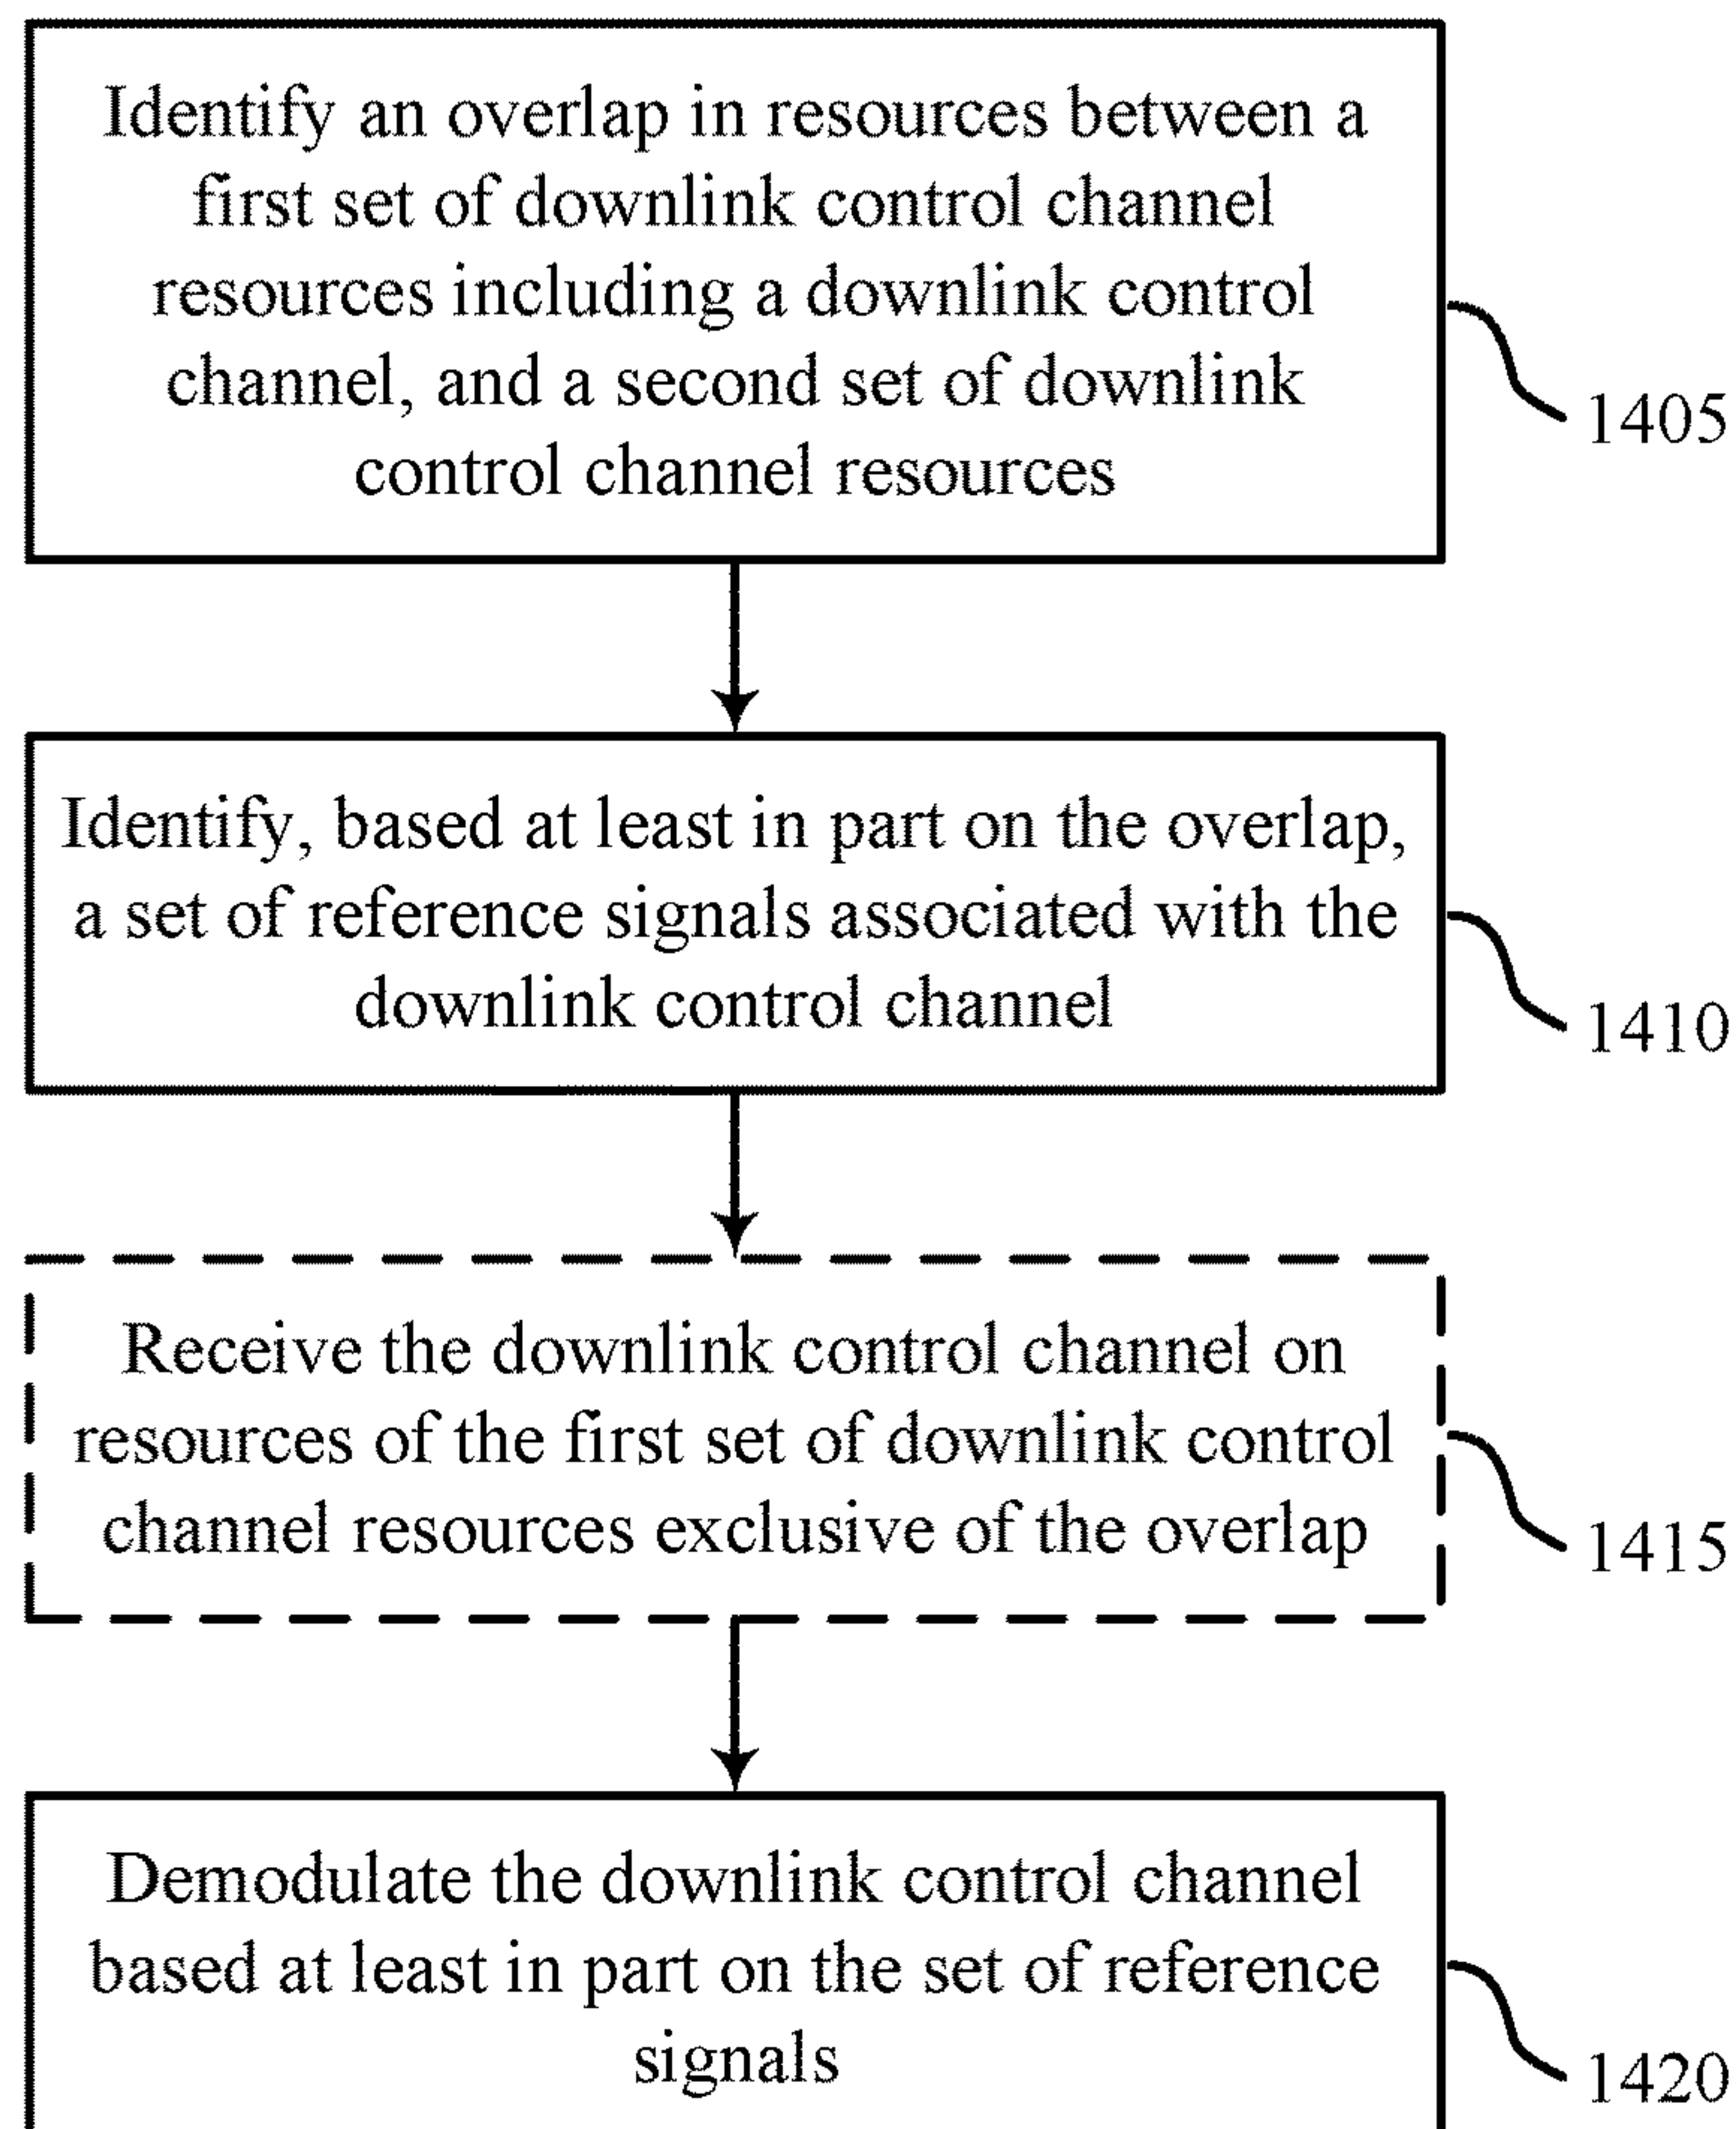 Identify an overlap in resources between a
first set of downlink control channel
resources including a downlink control
channel, and a second set of downlink
control channel resources
1405
Identify, based at least in part on the overlap,
a set of reference signals associated with the
downlink control channel
1410
Receive the downlink control channel on
resources of the first set of downlink control
channel resources exclusive of the overlap
1415
Demodulate the downlink control channel
based at least in part on the set of reference
signals
1420